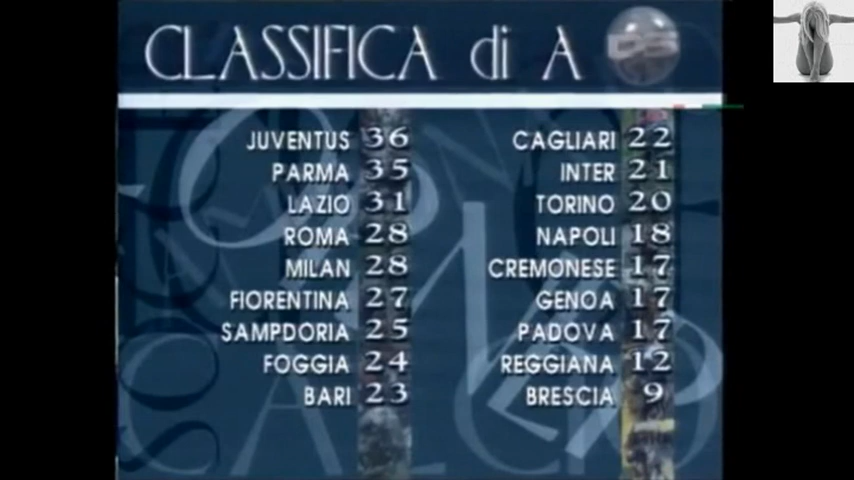 CLASSIFICA di A
DS
JUVENTUS 36
PARMA 35
LAZIO 31
ROMA 28
MILAN 28
FIORENTINA 27
SAMPDORIA 25
FOGGIA 24
BARI 23
CAGLIARI 22
INTER 21
TORINO 20
NAPOLI 18
CREMONESE 17
GENOA 17
PADOVA 17
REGGIANA 12
BRESCIA 9